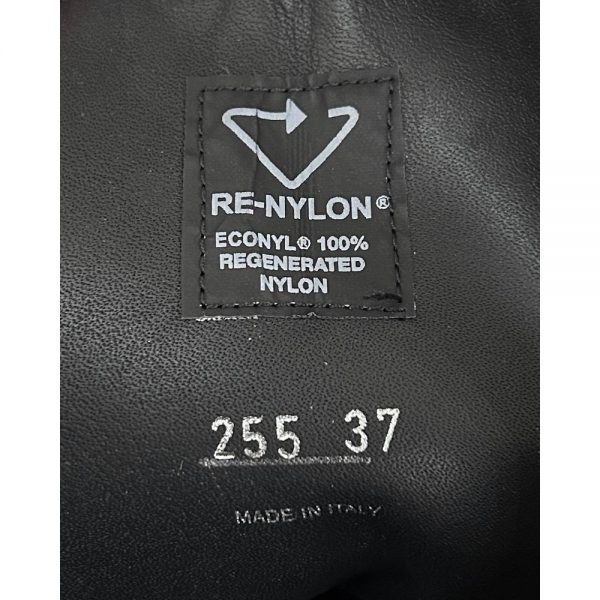 RE-NYLON®
ECONYL® 100%
REGENERATED
NYLON
255 37
MADE IN ITALY